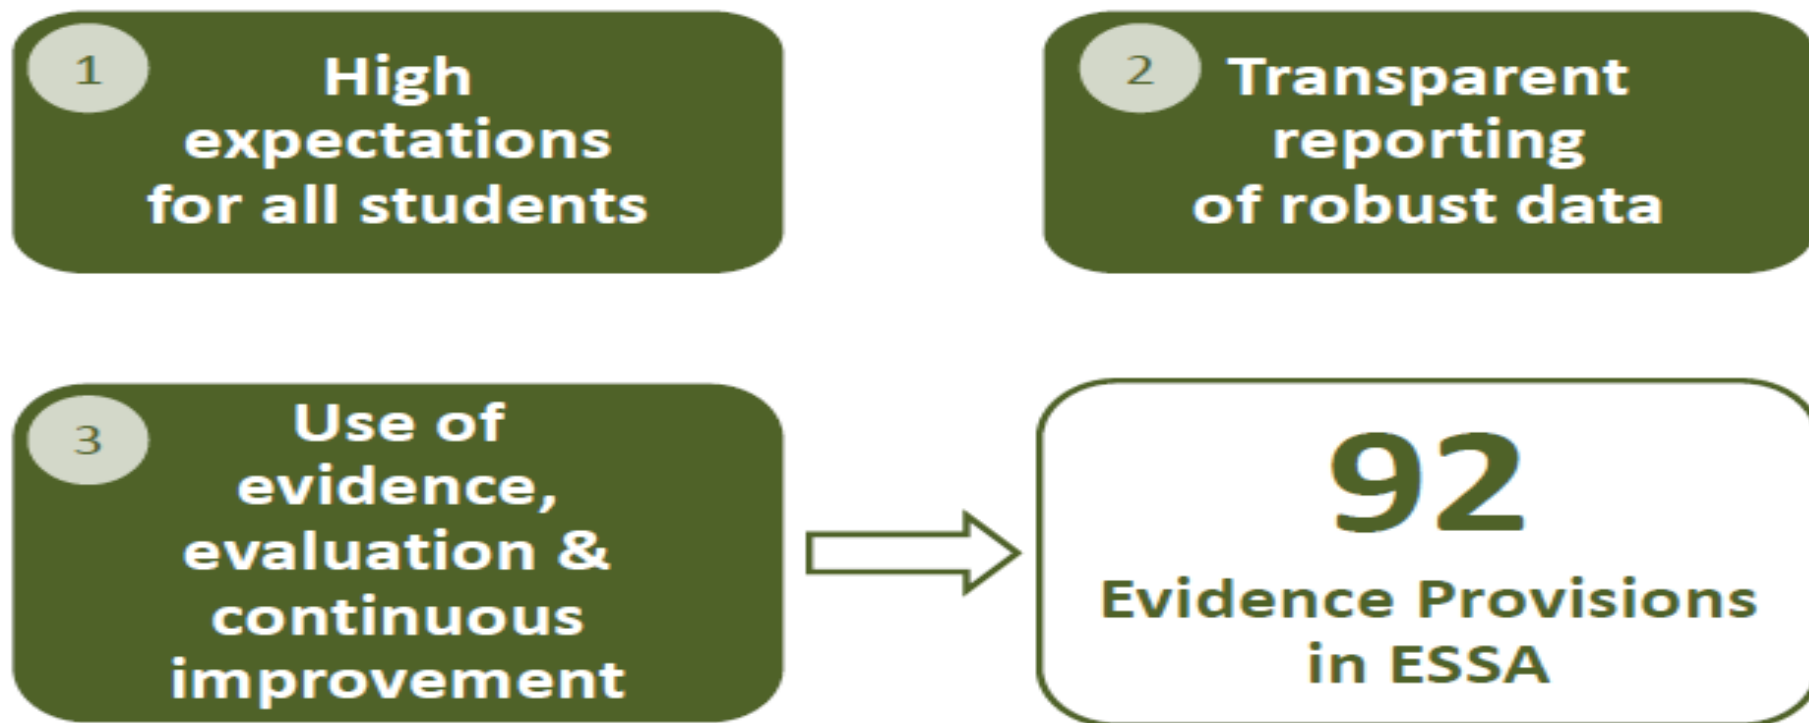 1
High
expectations
for all students
2
Transparent
reporting
of robust data
3
Use of
evidence,
evaluation &
continuous
improvement
92
Evidence Provisions
in ESSA